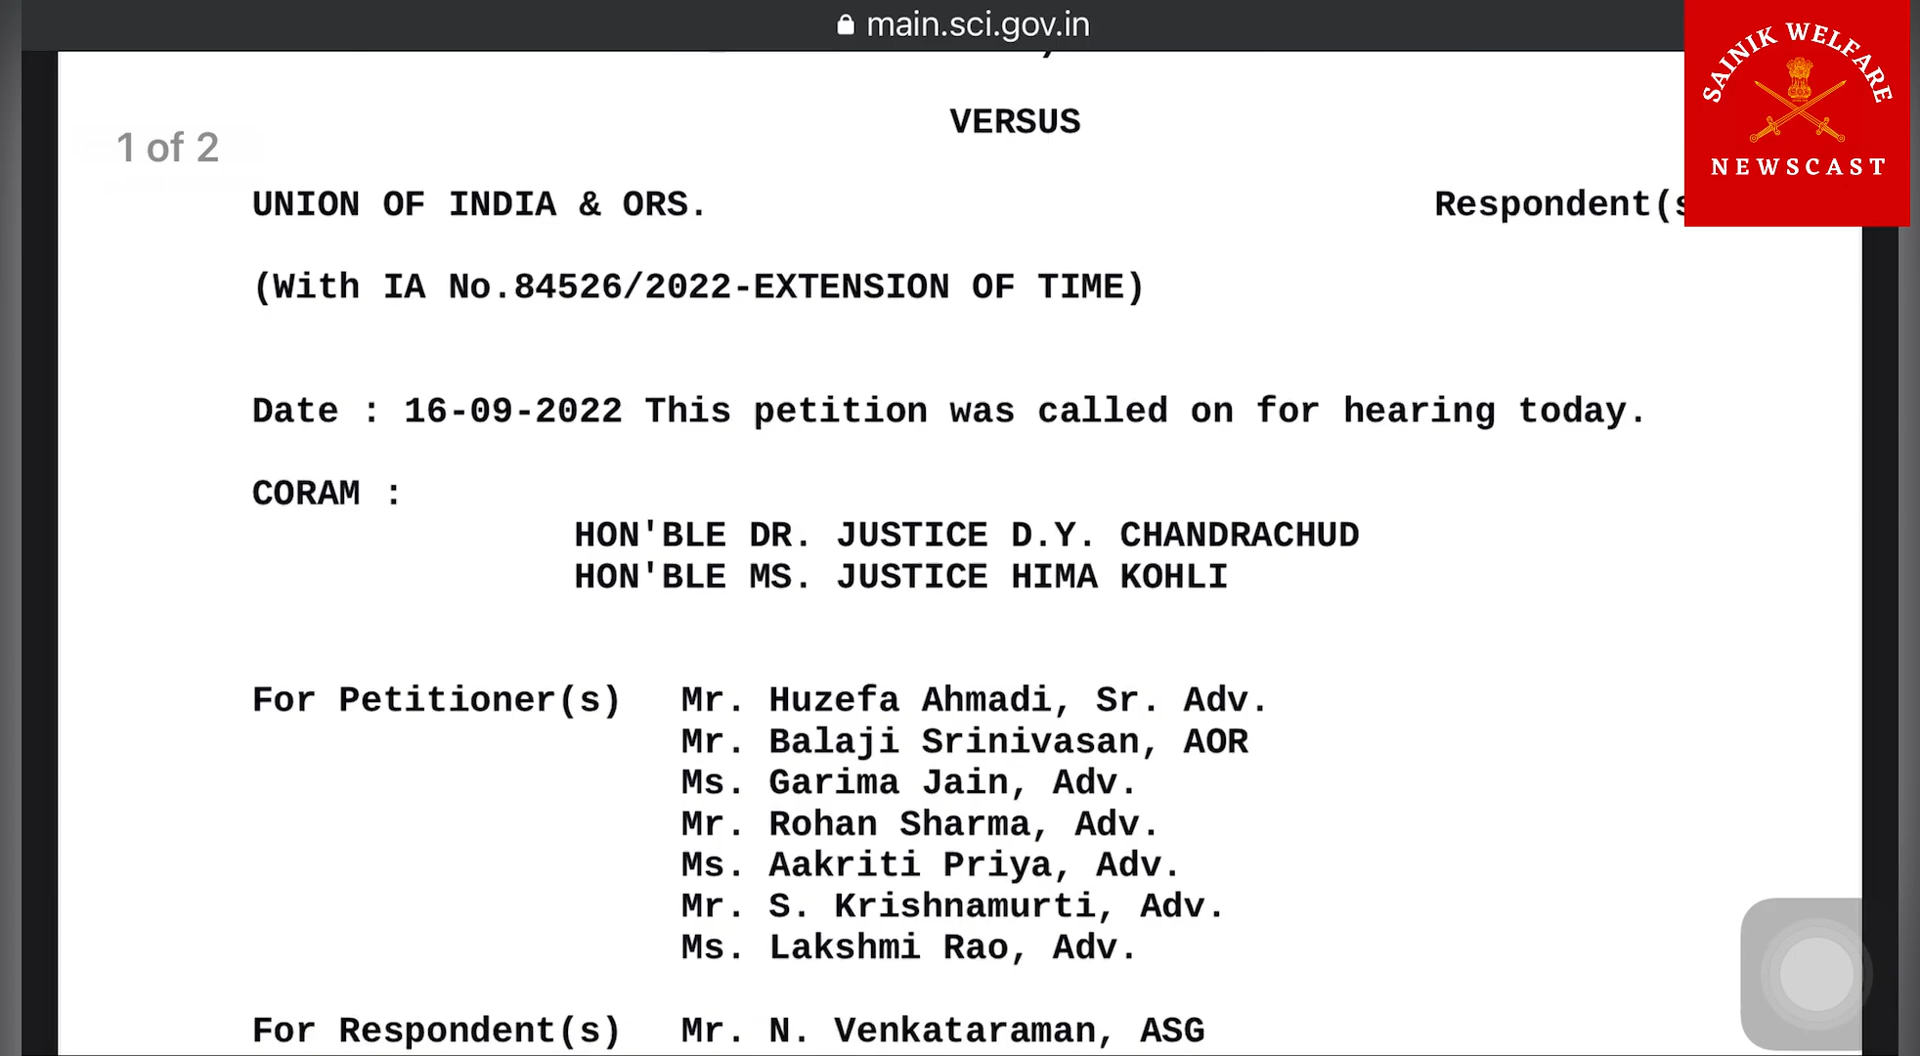 main.sci.gov.in
SAINIK WELFARE
NEWSCAST
VERSUS
1 of 2
UNION OF INDIA & ORS. Respondent(s
(With IA No.84526/2022-EXTENSION OF TIME)
Date : 16-09-2022 This petition was called on for hearing today.
CORAM :
HON'BLE DR. JUSTICE D.Y. CHANDRACHUD
HON'BLE MS. JUSTICE HIMA KOHLI
For Petitioner(s) Mr. Huzefa Ahmadi, Sr. Adv.
Mr. Balaji Srinivasan, AOR
Ms. Garima Jain, Adv.
Mr. Rohan Sharma, Adv.
Ms. Aakriti Priya, Adv.
Mr. S. Krishnamurti, Adv.
Ms. Lakshmi Rao, Adv.
For Respondent(s) Mr. N. Venkataraman, ASG